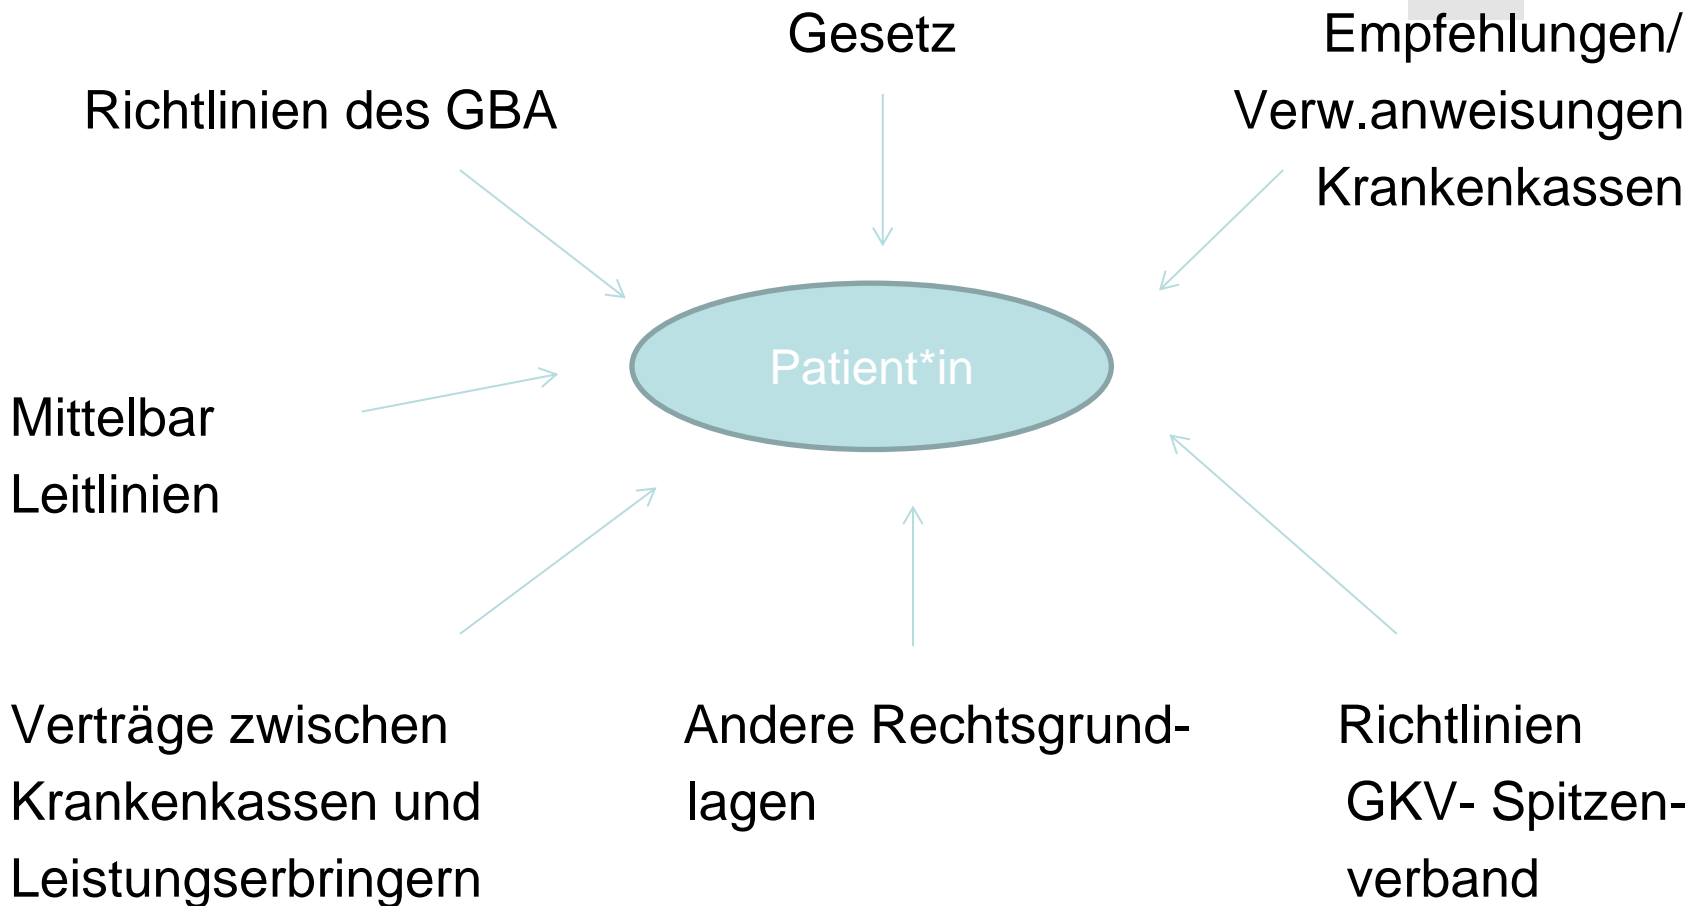 Gesetz
Empfehlungen/
Richtlinien des GBA
Verw.anweisungen
Krankenkassen
Patient*in
Mittelbar
Leitlinien
Verträge zwischen
Krankenkassen und
Leistungserbringern
Andere Rechtsgrund-
lagen
Richtlinien
GKV- Spitzen-
verband